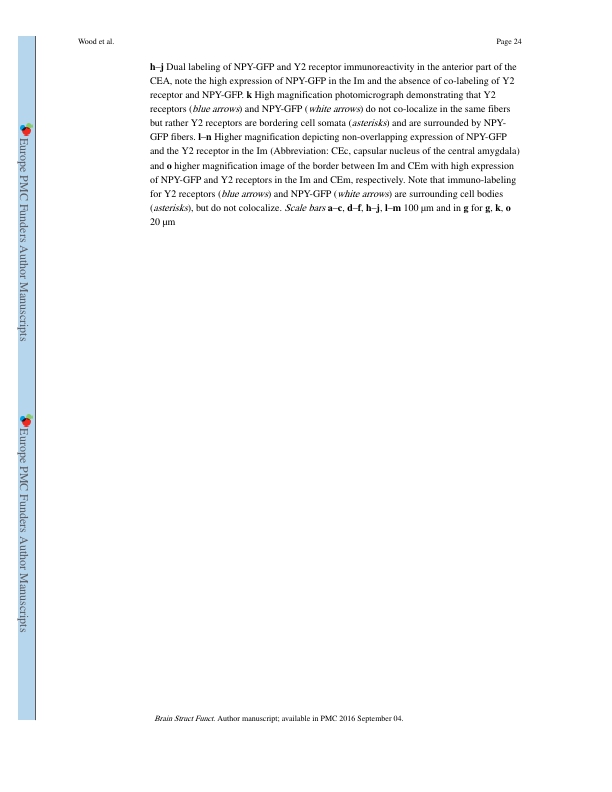 Wood et al.
Page 24
h–j Dual labeling of NPY-GFP and Y2 receptor immunoreactivity in the anterior part of the
CEA, note the high expression of NPY-GFP in the Im and the absence of co-labeling of Y2
receptor and NPY-GFP. k High magnification photomicrograph demonstrating that Y2
receptors (blue arrows) and NPY-GFP (white arrows) do not co-localize in the same fibers
but rather Y2 receptors are bordering cell somata (asterisks) and are surrounded by NPY-
GFP fibers. l–n Higher magnification depicting non-overlapping expression of NPY-GFP
and the Y2 receptor in the Im (Abbreviation: CEc, capsular nucleus of the central amygdala)
and o higher magnification image of the border between Im and CEm with high expression
of NPY-GFP and Y2 receptors in the Im and CEm, respectively. Note that immuno-labeling
for Y2 receptors (blue arrows) and NPY-GFP (white arrows) are surrounding cell bodies
(asterisks), but do not colocalize. Scale bars a–c, d–f, h–j, l–m 100 μm and in g for g, k, o
20 μm
Europe PMC Funders Author Manuscripts
Europe PMC Funders Author Manuscripts
Brain Struct Funct. Author manuscript; available in PMC 2016 September 04.